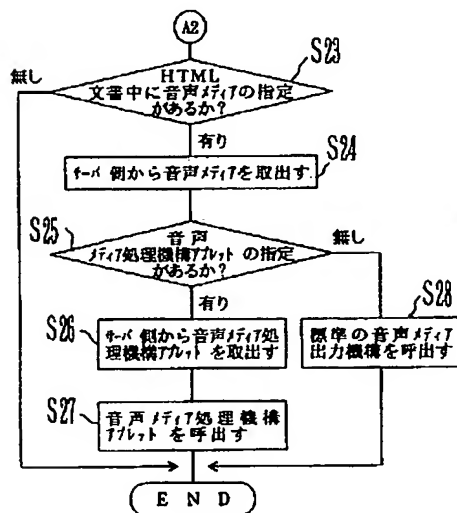 A2
S23
無し
HTML
文書中に音声メディアの指定
があるか?
有り
S24
サーバ 側から音声メディアを取出す
S25
音声
メディア処理機構アプレット の指定
があるか?
無し
有り
S26
サーバ 側から音声メディア処
理機構アプレット を取出す
S28
標準の音声メディア
出力機構を呼出す
S27
音声メディア処理機構
アプレット を呼出す
E N D